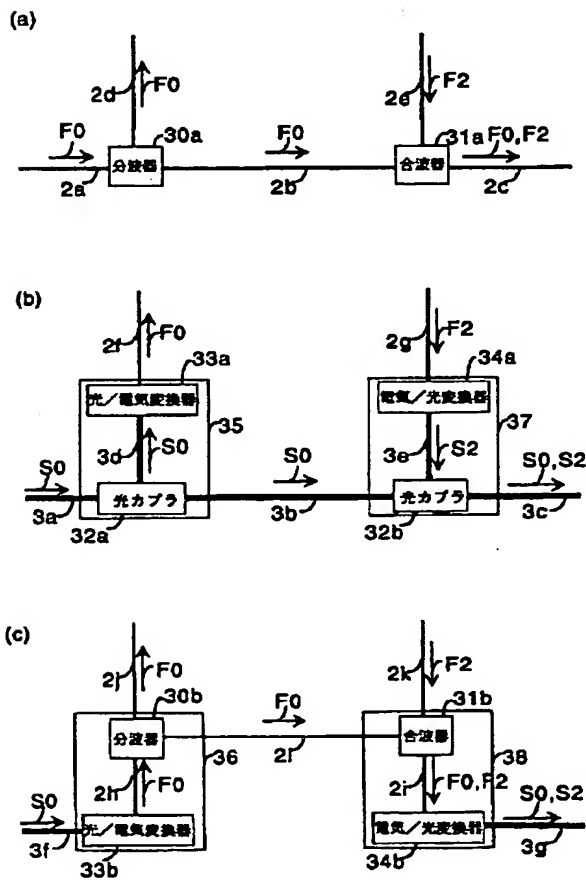 (a)
2d F0 2e F2
F0 30a F0 31a F0,F2
分波器 合波器
2a 2b 2c
(b)
2f F0 2g F2
33a 34a
光/電気変換器 電気/光変換器
3d S0 35 3e S2 37
S0 S0 S0,S2
光カプラ 光カプラ
3a 32a 3b 32b 3c
(c)
2j F0 2k F2
30b F0 31b
分波器 合波器
2h F0 36 2l 2i F0,F2 38
S0 S0,S2
光/電気変換器 電気/光変換器
3f 33b 34b 3g